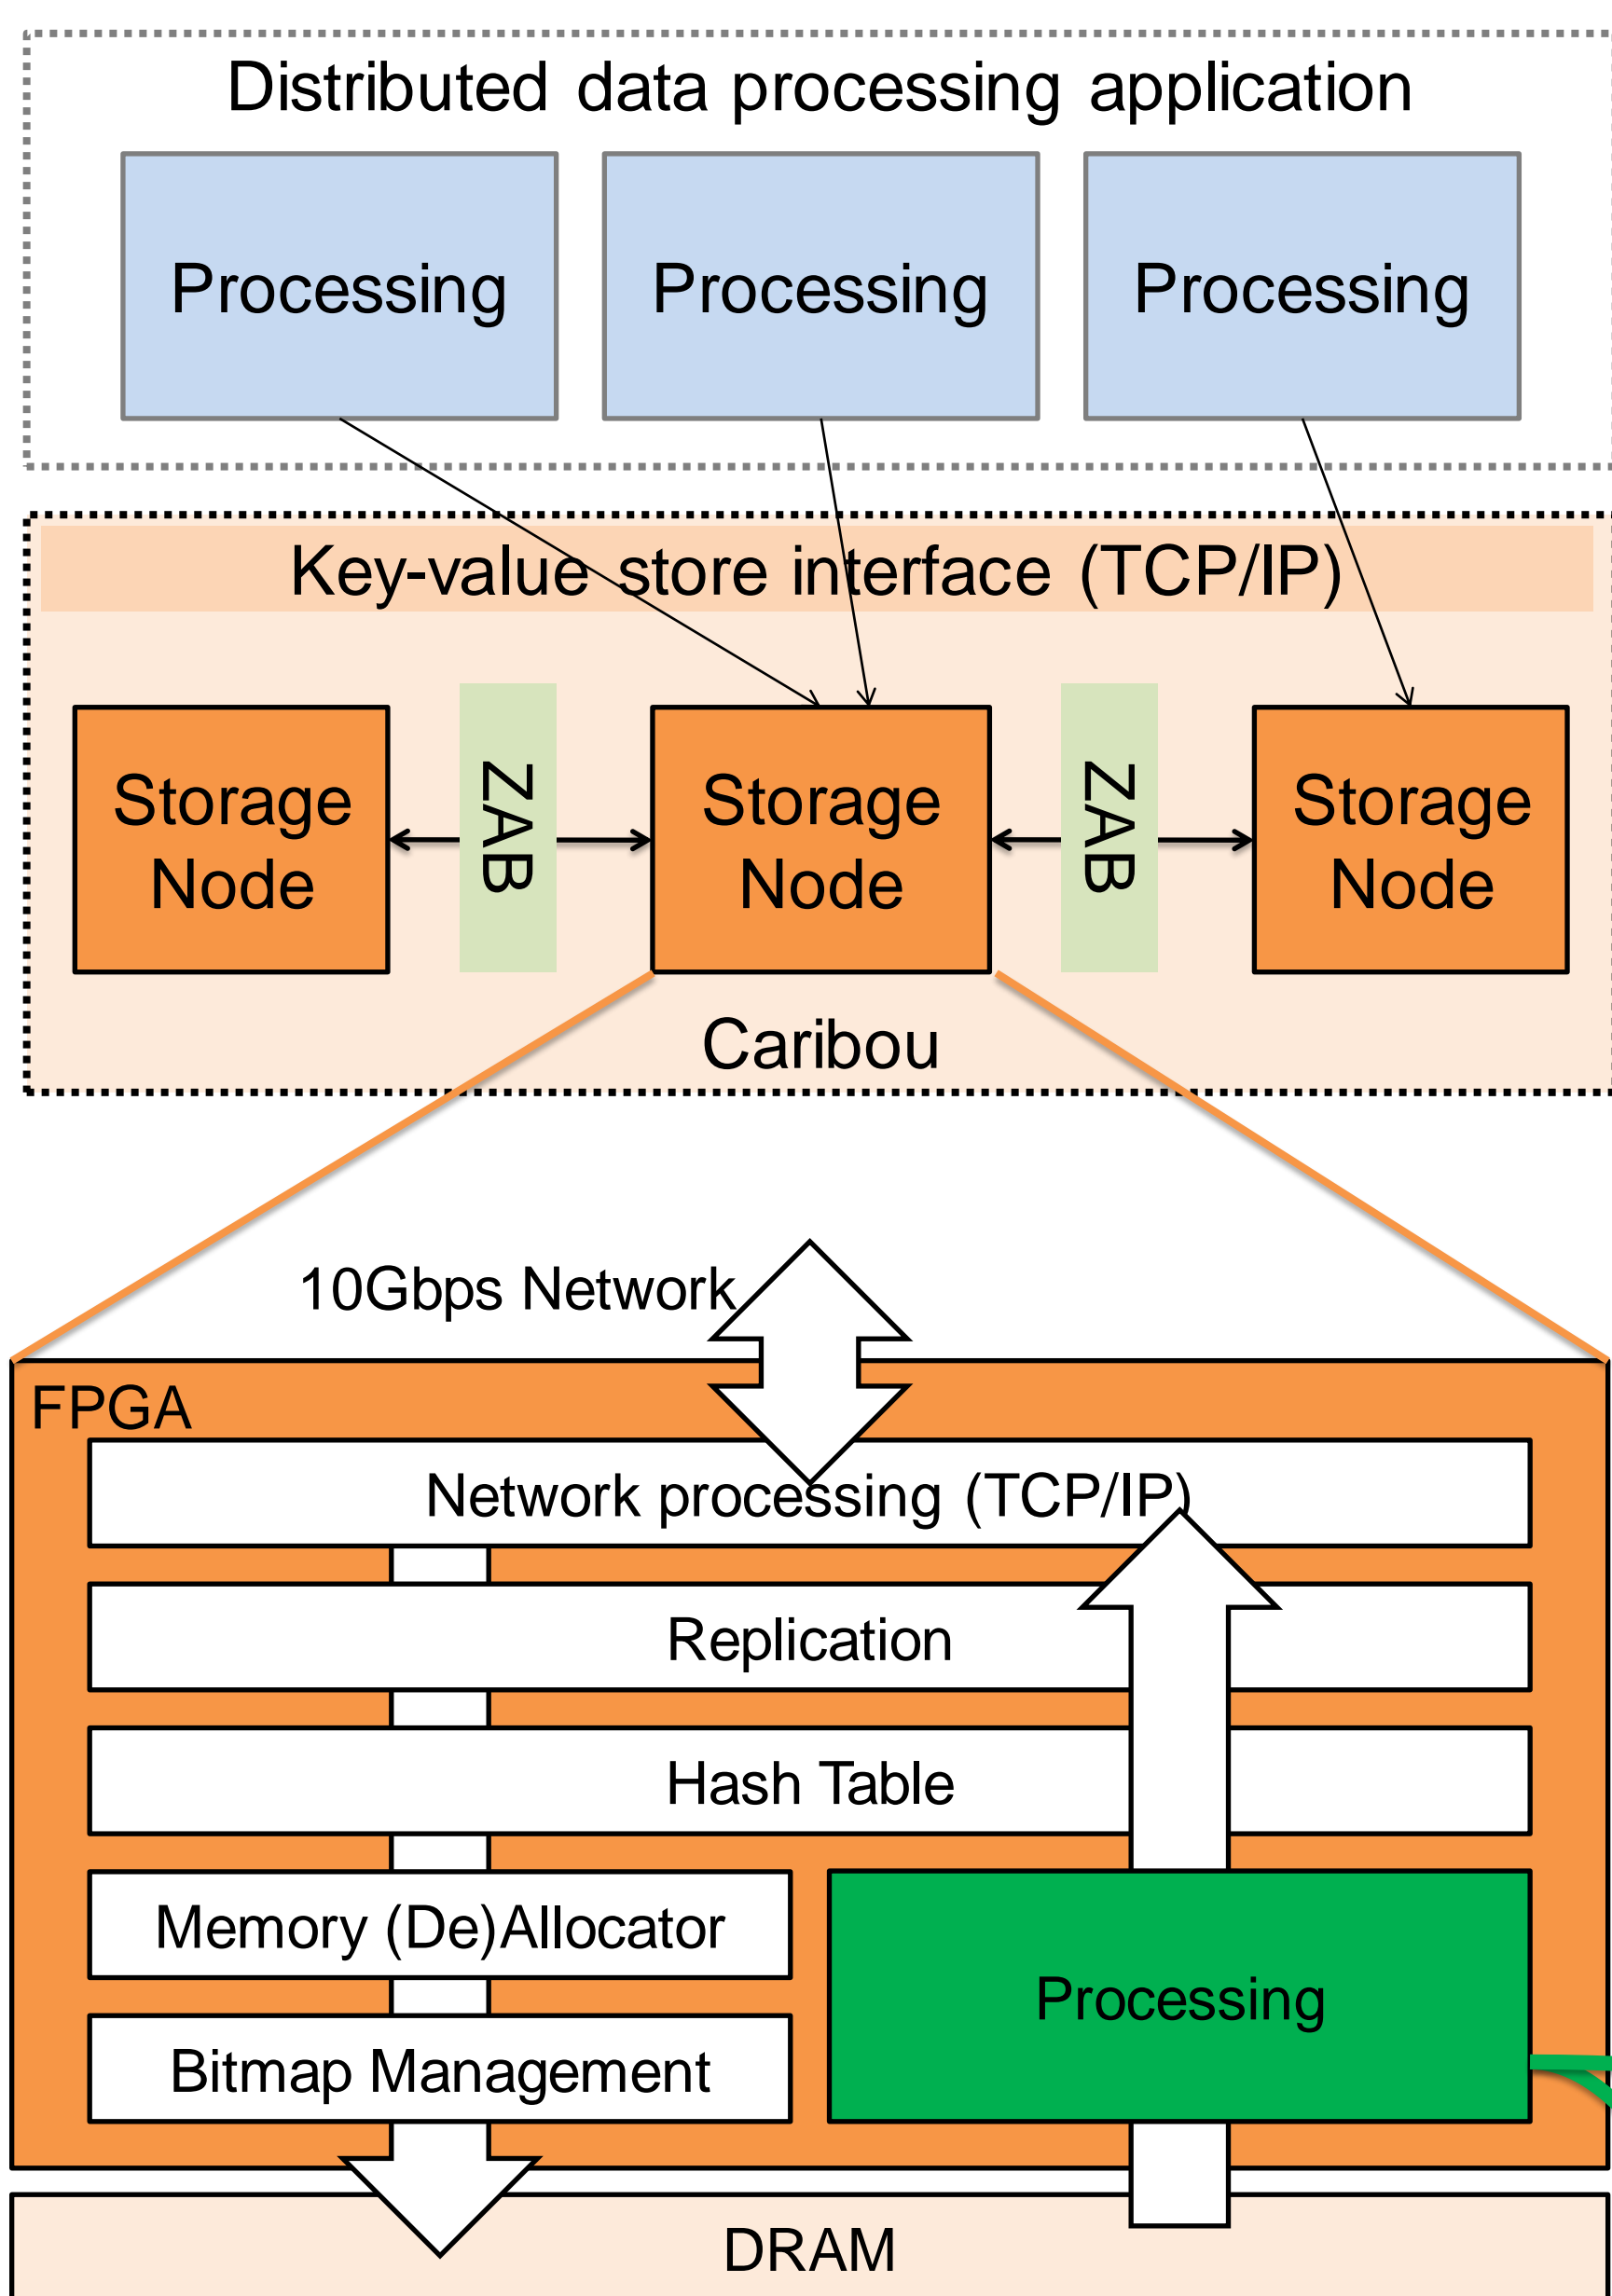 Distributed data processing application
Processing
Processing
Processing
Key-value store interface (TCP/IP)
Storage
Node
ZAB
Storage
Node
ZAB
Storage
Node
Caribou
10Gbps Network
FPGA
Network processing (TCP/IP)
Replication
Hash Table
Memory (De)Allocator
Processing
Bitmap Management
DRAM